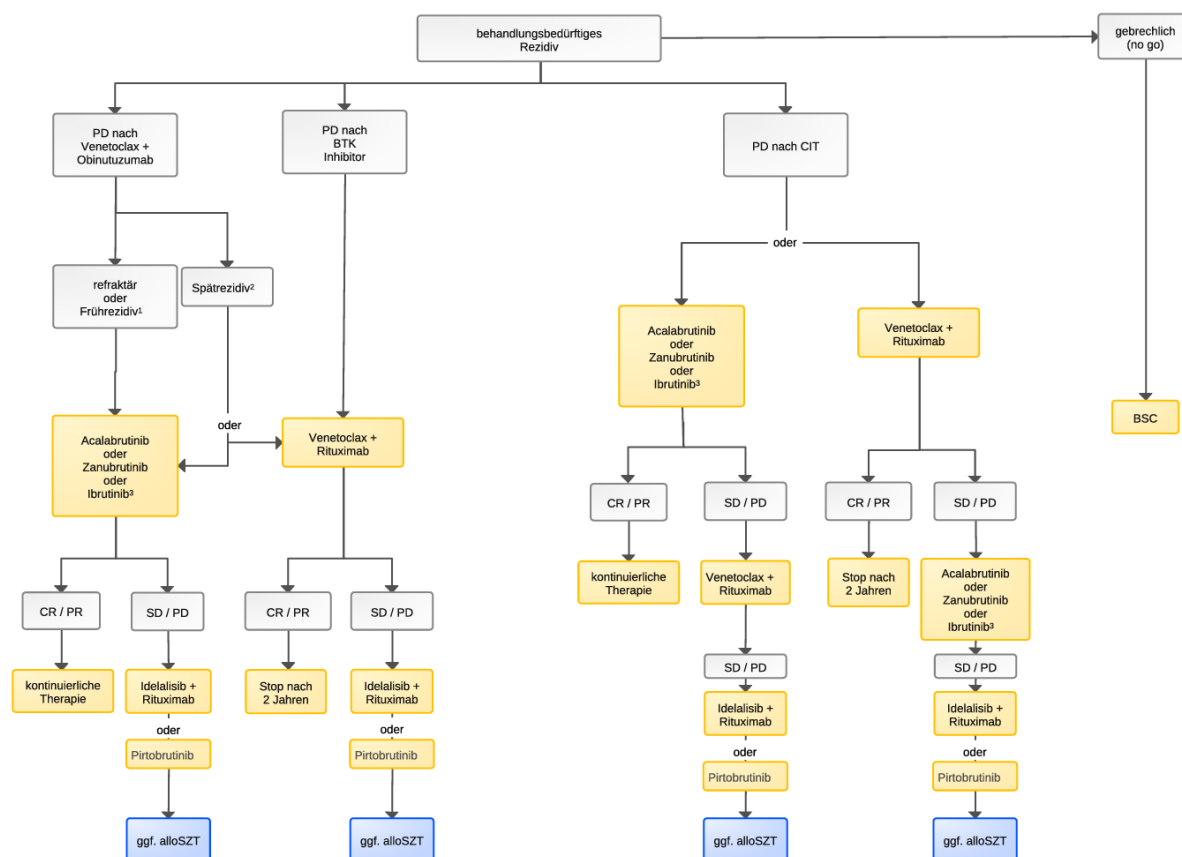 behandlungsbedürftiges
Rezidiv
gebrechlich
(no go)
PD nach
Venetoclax +
Obinutuzumab
PD nach
BTK
Inhibitor
PD nach CIT
oder
refraktär
oder
Frührezidiv¹
Spätrezidiv²
Acalabrutinib
oder
Zanubrutinib
oder
Ibrutinib³
Venetoclax +
Rituximab
BSC
oder
Acalabrutinib
oder
Zanubrutinib
oder
Ibrutinib³
Venetoclax +
Rituximab
CR / PR
SD / PD
CR / PR
SD / PD
kontinuierliche
Therapie
Venetoclax +
Rituximab
Stop nach
2 Jahren
Acalabrutinib
oder
Zanubrutinib
oder
Ibrutinib³
CR / PR
SD / PD
CR / PR
SD / PD
SD / PD
SD / PD
kontinuierliche
Therapie
Idelalisib +
Rituximab
Stop nach
2 Jahren
Idelalisib +
Rituximab
Idelalisib +
Rituximab
Idelalisib +
Rituximab
oder
oder
oder
oder
Pirtobrutinib
Pirtobrutinib
Pirtobrutinib
Pirtobrutinib
ggf. alloSZT
ggf. alloSZT
ggf. alloSZT
ggf. alloSZT